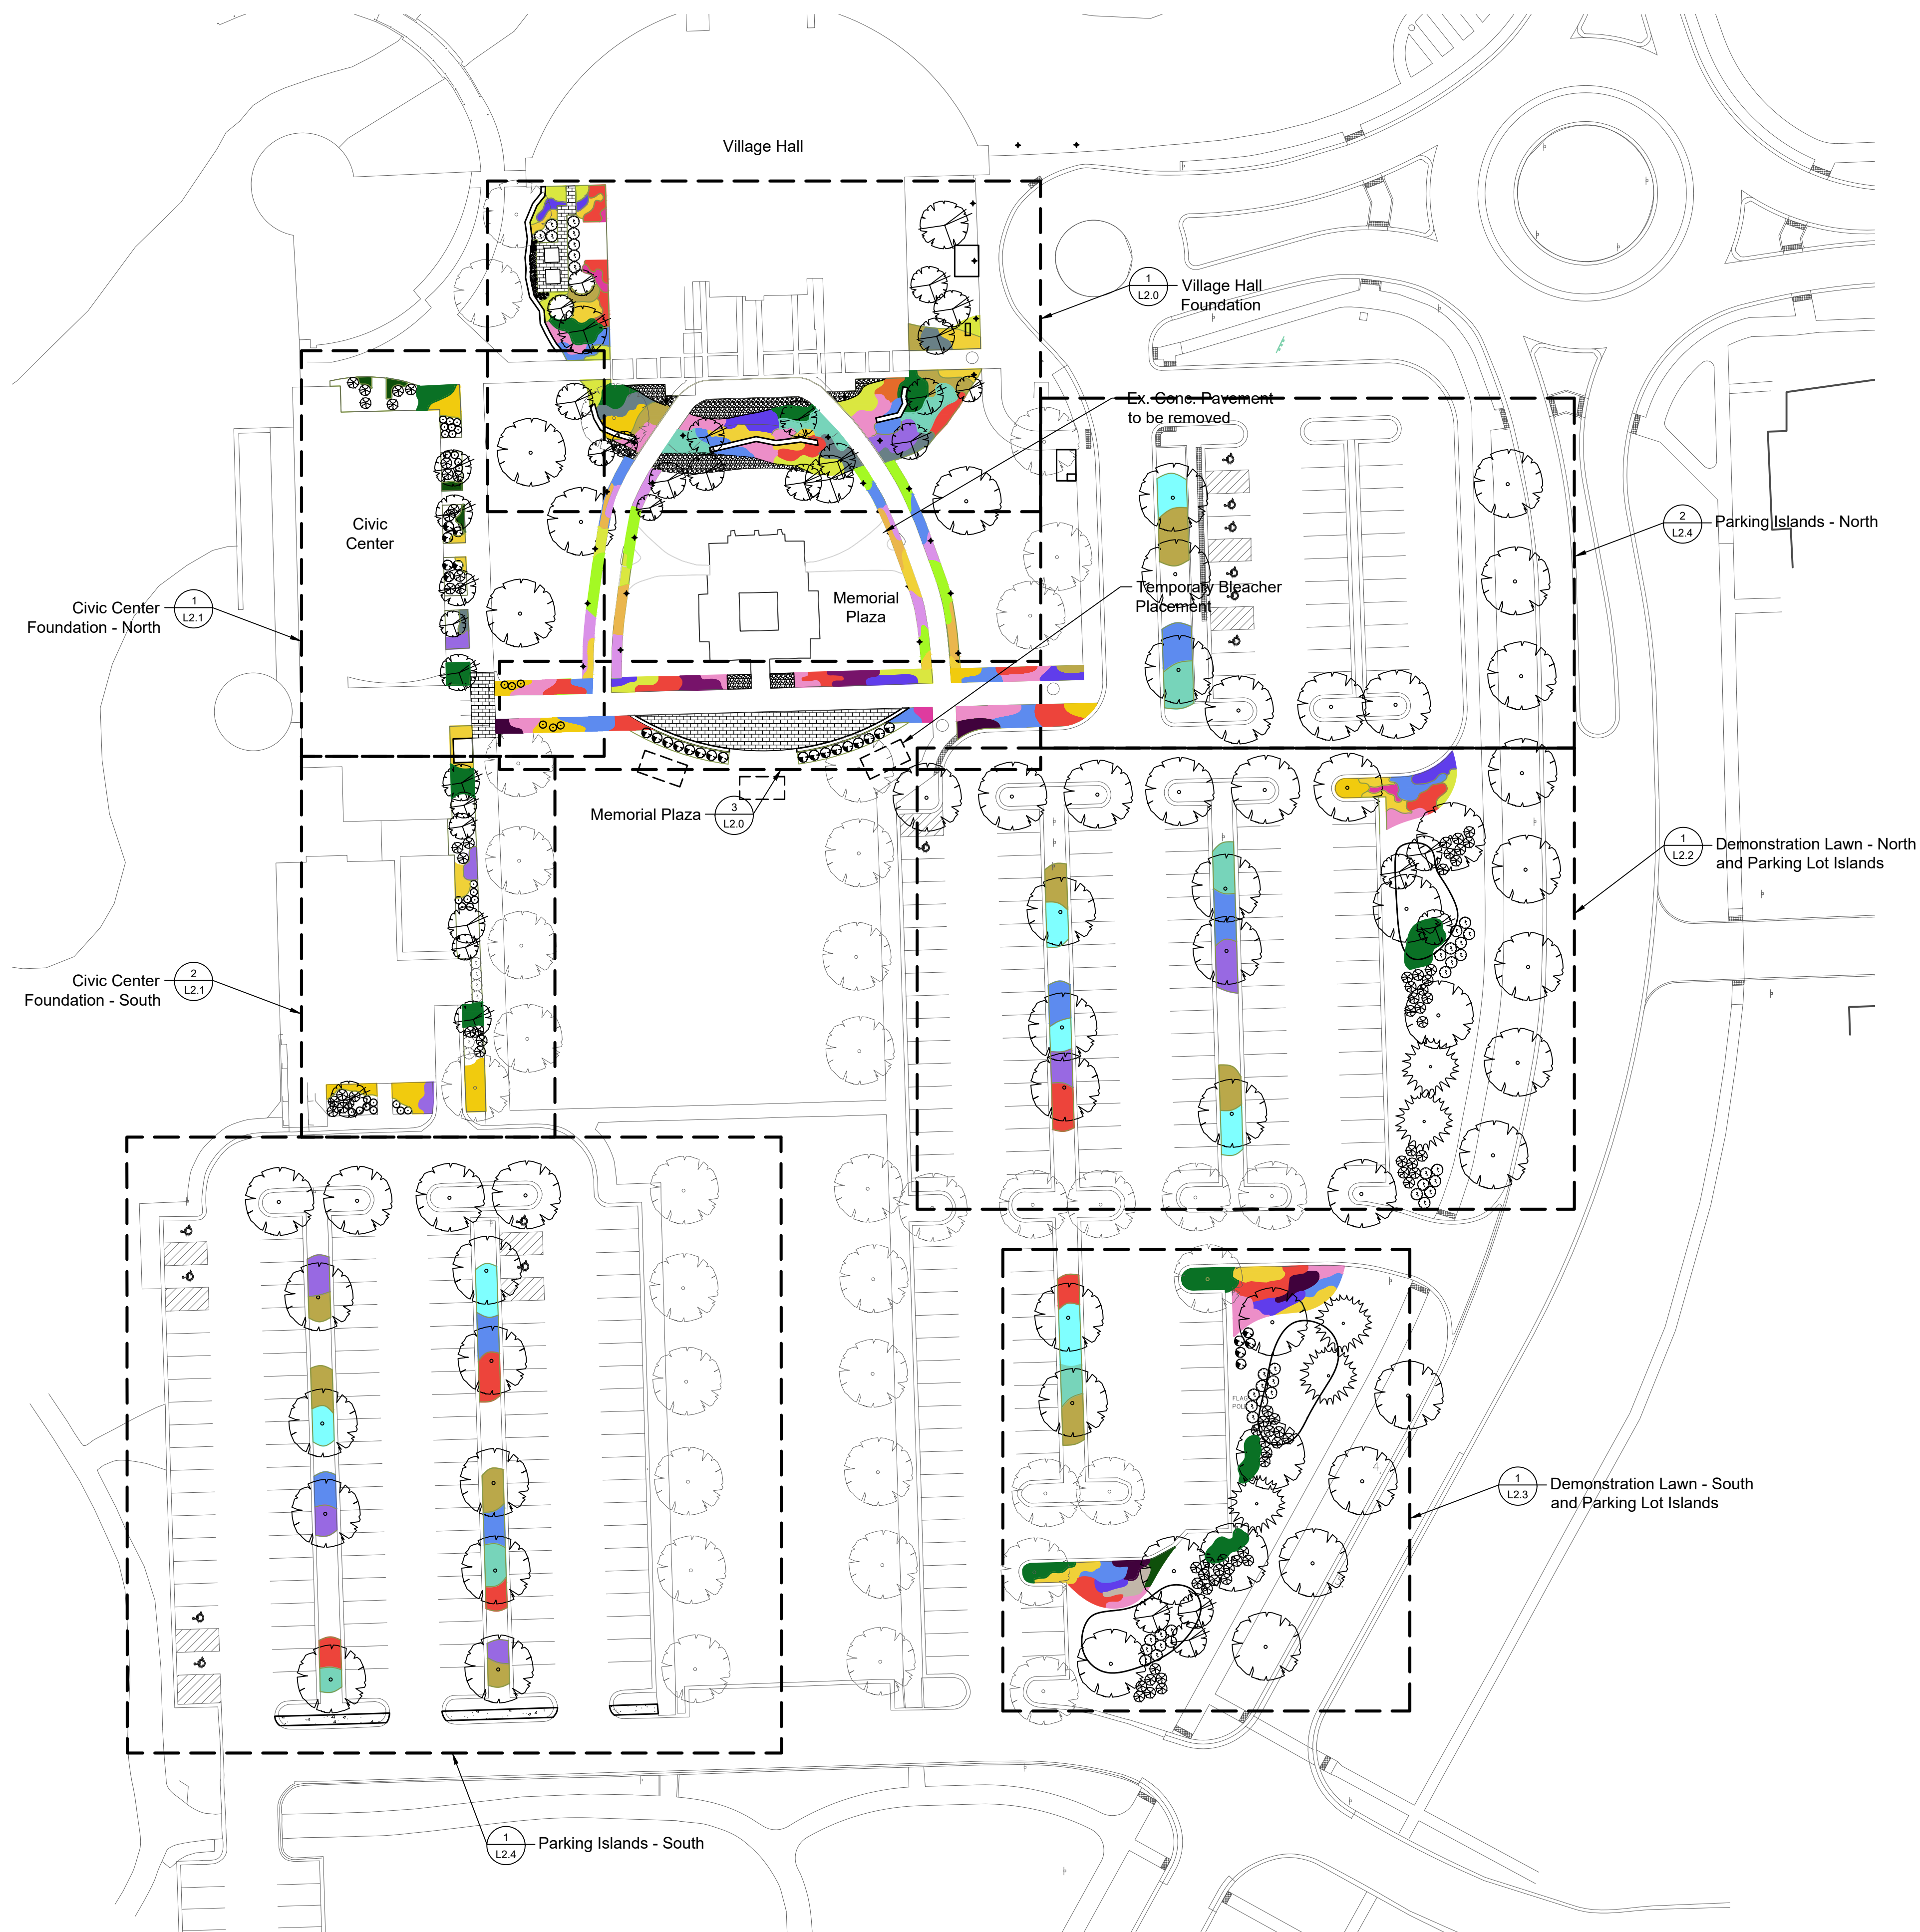 Village Hall
1
L2.0
Village Hall
Foundation
Ex. Conc. Pavement
to be removed
Civic
Center
2
L2.4
Parking Islands - North
Temporary Bleacher
Placement
Memorial
Plaza
Civic Center
Foundation - North
1
L2.1
Memorial Plaza
3
L2.0
1
L2.2
Demonstration Lawn - North
and Parking Lot Islands
Civic Center
Foundation - South
2
L2.1
FLAG
POLE
4.
1
L2.3
Demonstration Lawn - South
and Parking Lot Islands
1
L2.4
Parking Islands - South